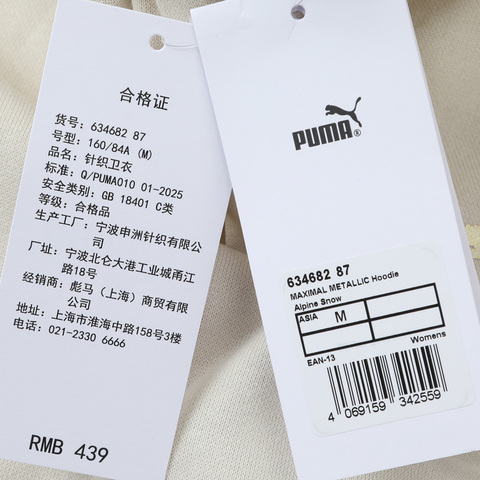 合格证
货号: 634682 87
号型: 160/84A (M)
品名: 针织卫衣
标准: Q/PUMA010 01-2025
安全类别: GB 18401 C类
等级: 合格品
生产工厂: 宁波申洲针织有限公
司
厂址: 宁波北仑大港工业城甬江
路18号
经销商: 彪马（上海）商贸有限
公司
地址: 上海市淮海中路158号3楼
电话: 021-2330 6666
RMB 439
PUMA®
634682 87
MAXIMAL METALLIC Hoodie
Alpine Snow
ASIA M
Womens
EAN-13
4 069159 342559